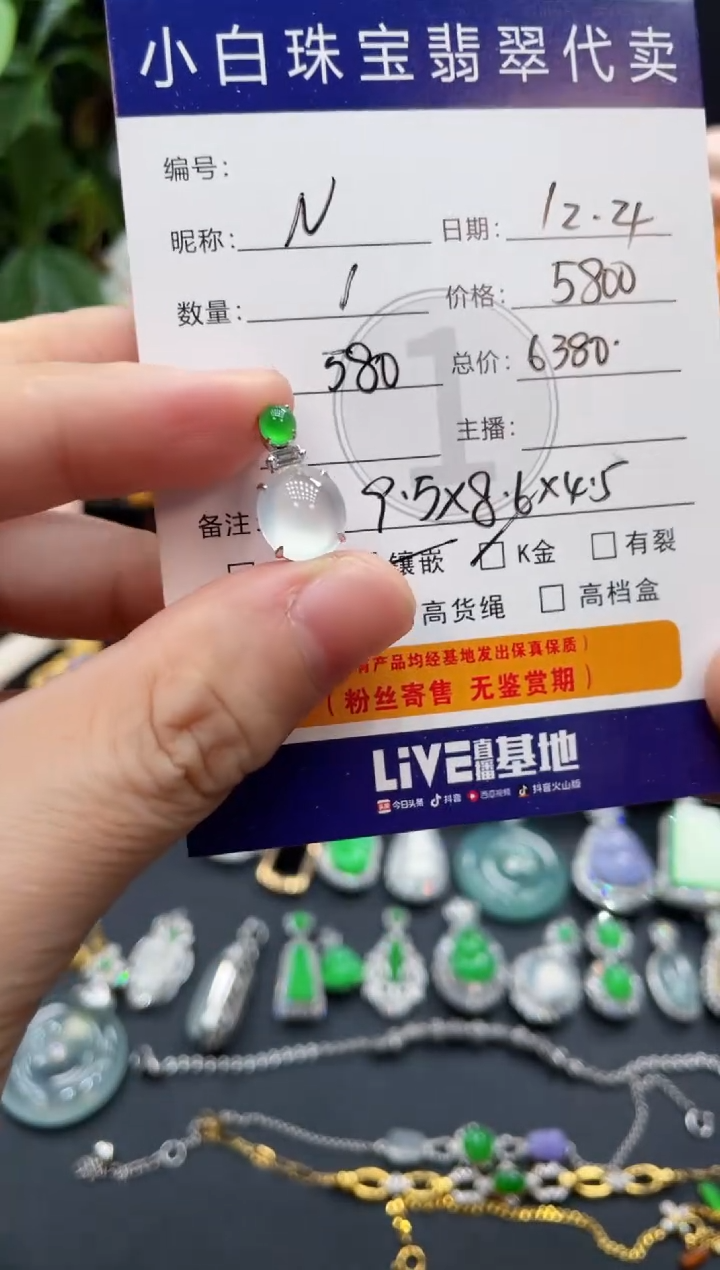 小白珠宝翡翠代卖
编号:
昵称: N 日期: 12.24
数量: 1 价格: 5800
580 总价: 6380.
主播:
备注: 9.5x8.6x4.5
镶嵌 K金 有裂
高货绳 高档盒
有产品均经基地发出保真保质）
（粉丝寄售 无鉴赏期）
LiVE直播基地
今日头条 抖音 西瓜视频 抖音火山版
1